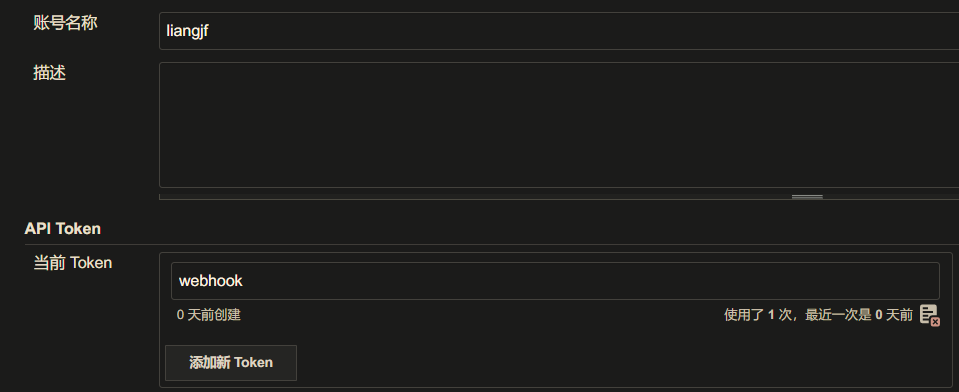 账号名称
liangjf
描述
API Token
当前 Token
webhook
0 天前创建
使用了 1 次，最近一次是 0 天前
添加新 Token